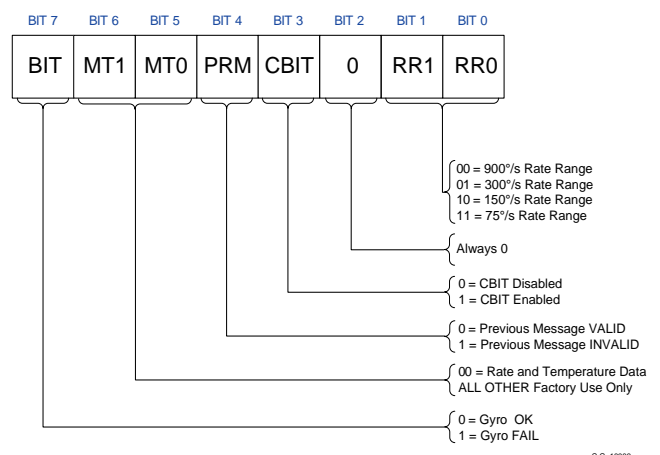 BIT 7 BIT 6 BIT 5 BIT 4 BIT 3 BIT 2 BIT 1 BIT 0
BIT MT1 MT0 PRM CBIT 0 RR1 RR0
00 = 900°/s Rate Range
01 = 300°/s Rate Range
10 = 150°/s Rate Range
11 = 75°/s Rate Range
Always 0
0 = CBIT Disabled
1 = CBIT Enabled
0 = Previous Message VALID
1 = Previous Message INVALID
00 = Rate and Temperature Data
ALL OTHER Factory Use Only
0 = Gyro OK
1 = Gyro FAIL